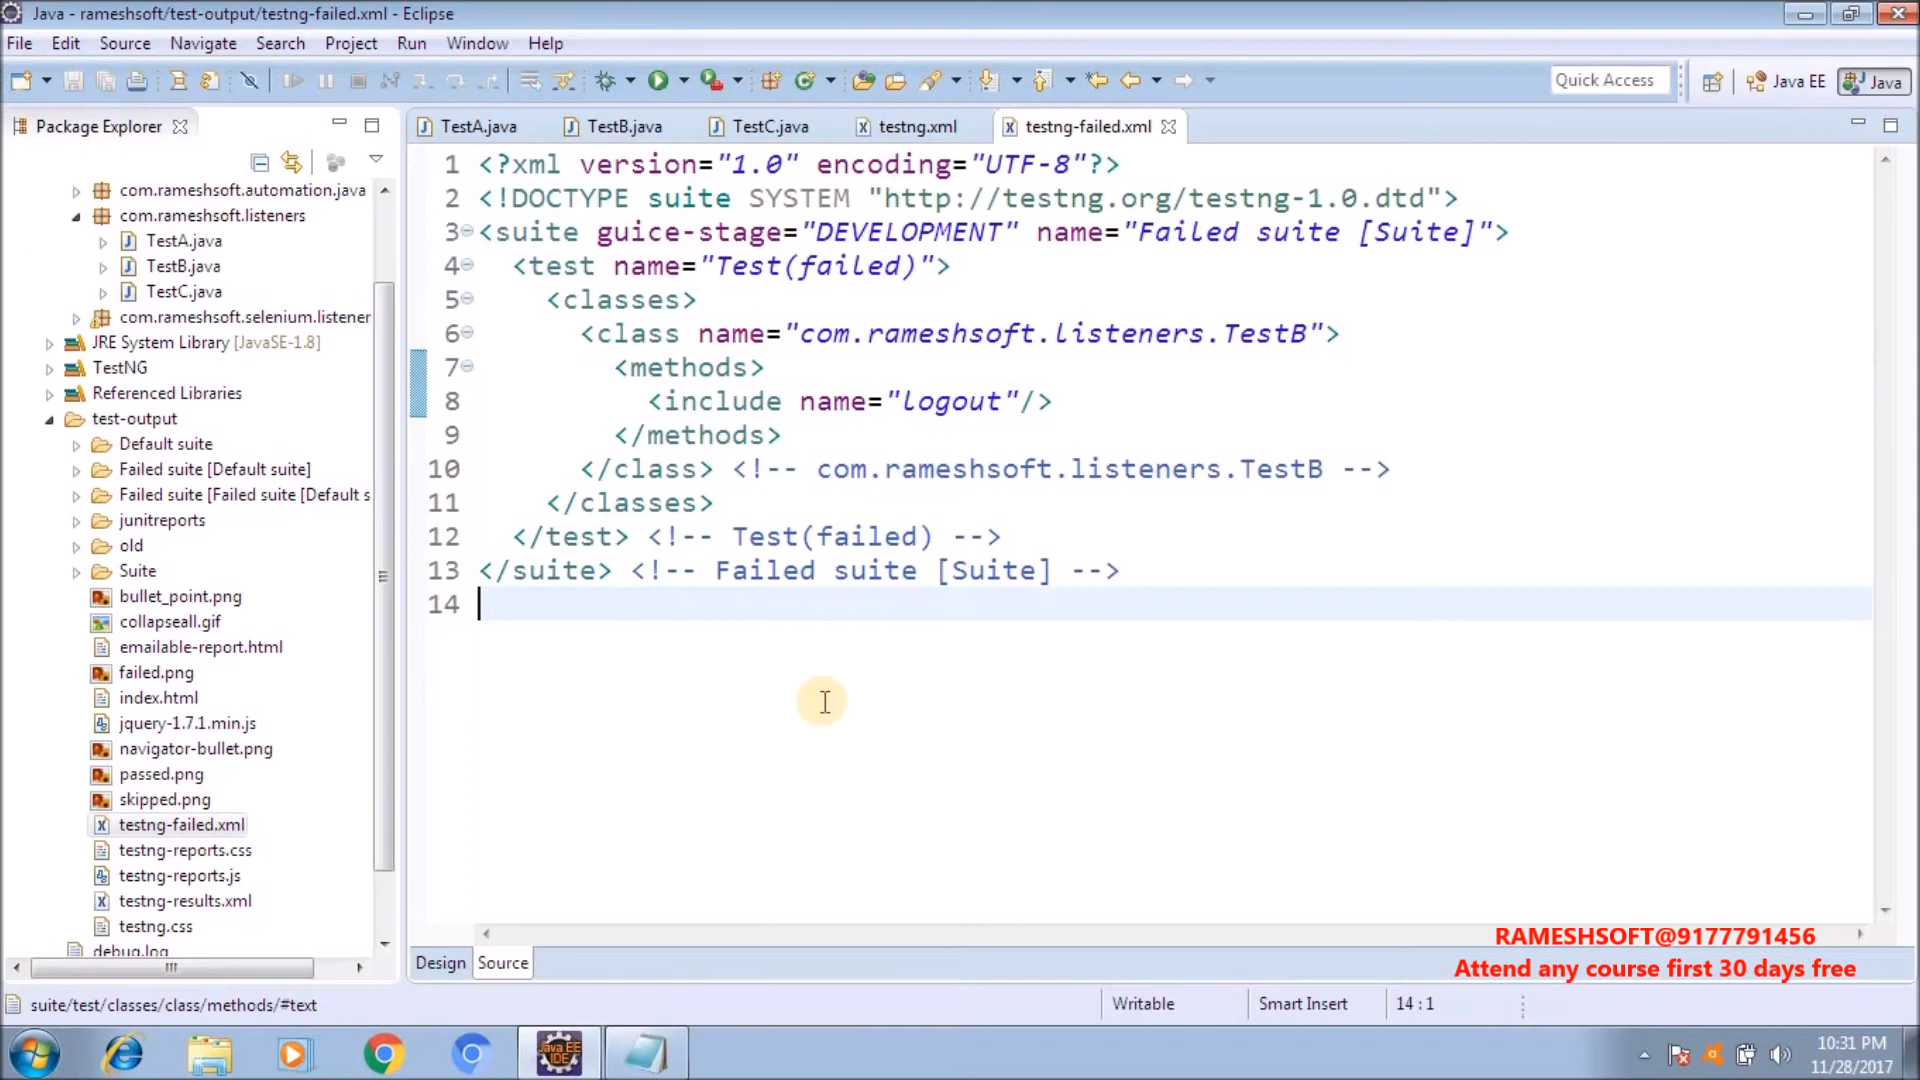 Java - rameshsoft/test-output/testng-failed.xml - Eclipse
File Edit Source Navigate Search Project Run Window Help
Quick Access
Java EE
Java
Package Explorer
TestA.java
TestB.java
TestC.java
testng.xml
testng-failed.xml
com.rameshsoft.automation.java
com.rameshsoft.listeners
TestA.java
TestB.java
TestC.java
com.rameshsoft.selenium.listener
JRE System Library [JavaSE-1.8]
TestNG
Referenced Libraries
test-output
Default suite
Failed suite [Default suite]
Failed suite [Failed suite [Default s
junitreports
old
Suite
bullet_point.png
collapseall.gif
emailable-report.html
failed.png
index.html
jquery-1.7.1.min.js
navigator-bullet.png
passed.png
skipped.png
testng-failed.xml
testng-reports.css
testng-reports.js
testng-results.xml
testng.css
debug.log
1 <?xml version="1.0" encoding="UTF-8"?>
2 <!DOCTYPE suite SYSTEM "http://testng.org/testng-1.0.dtd">
3 <suite guice-stage="DEVELOPMENT" name="Failed suite [Suite]">
4 <test name="Test(failed)">
5 <classes>
6 <class name="com.rameshsoft.listeners.TestB">
7 <methods>
8 <include name="logout"/>
9 </methods>
10 </class> <!-- com.rameshsoft.listeners.TestB -->
11 </classes>
12 </test> <!-- Test(failed) -->
13 </suite> <!-- Failed suite [Suite] -->
14
RAMESHSOFT@9177791456
Attend any course first 30 days free
Design
Source
suite/test/classes/class/methods/#text
Writable
Smart Insert
14 : 1
Java EE
IDE
10:31 PM
11/28/2017